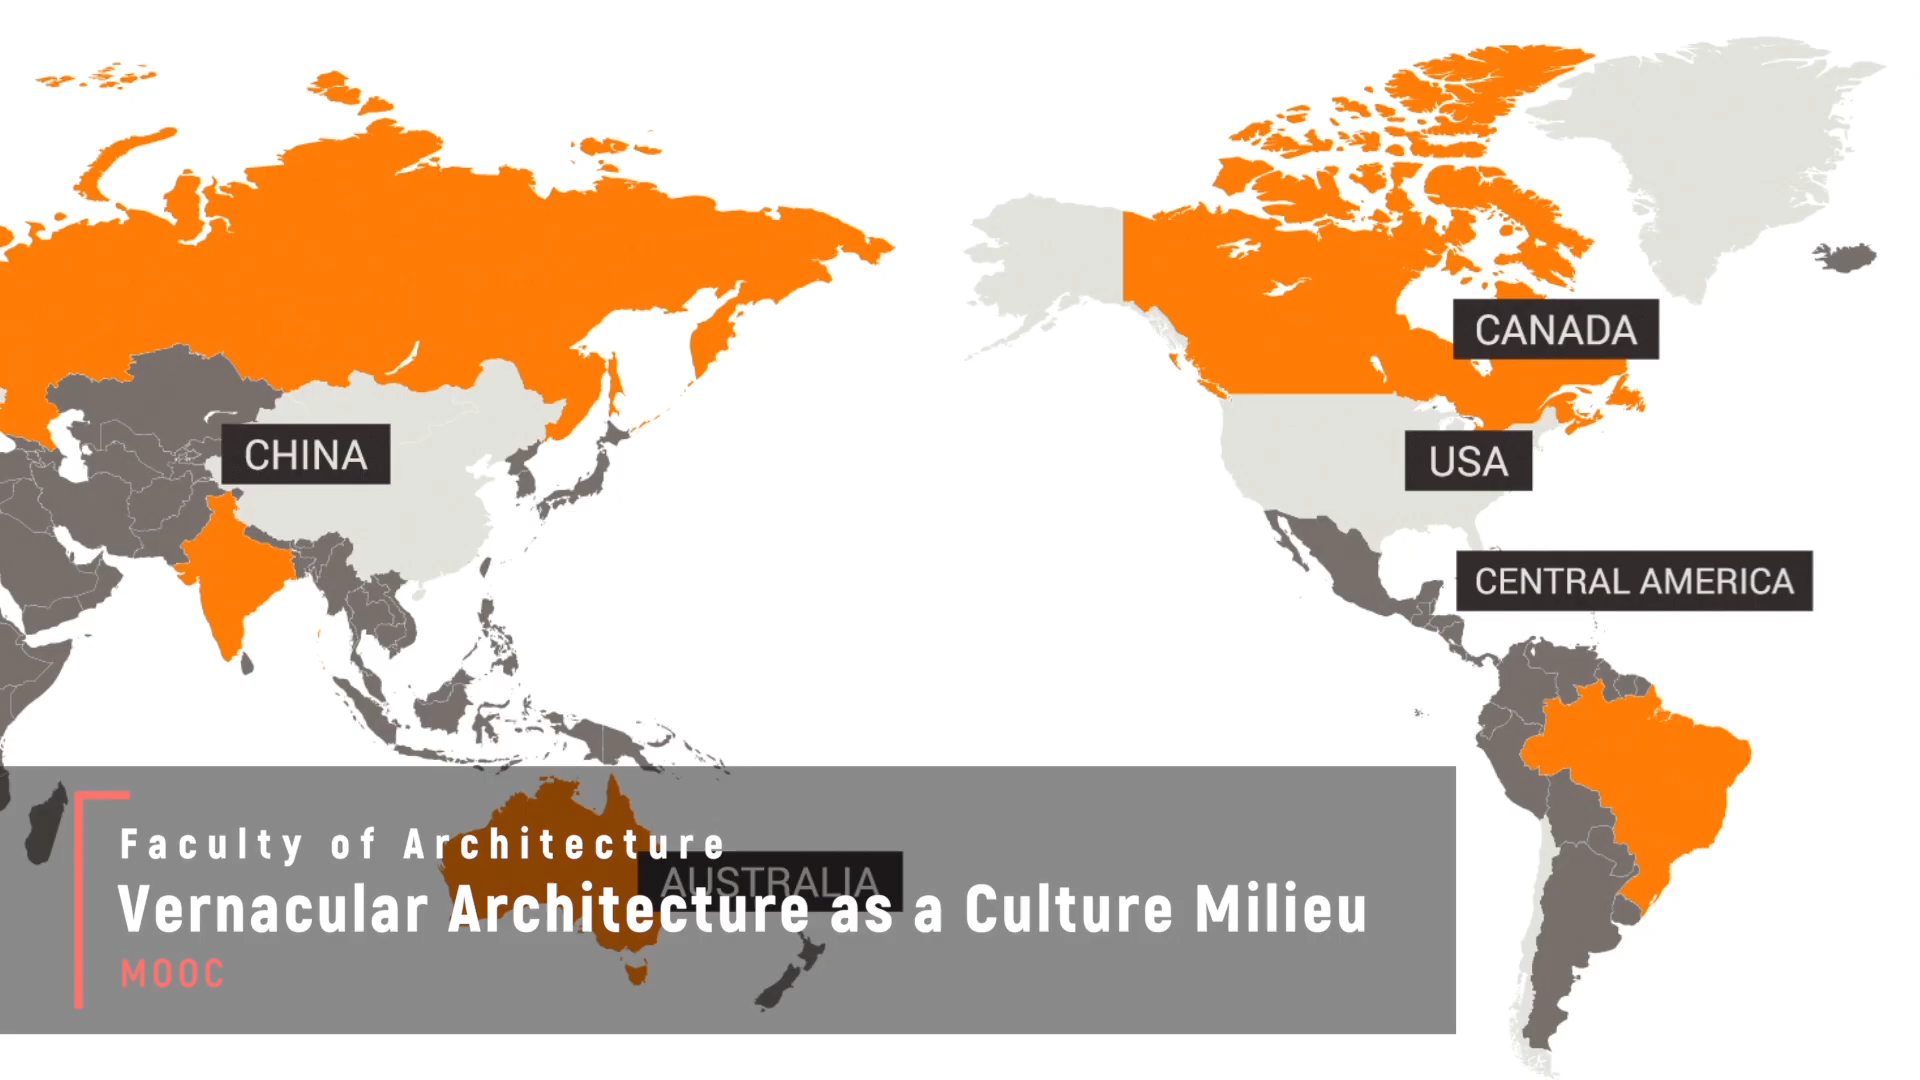 CANADA
CHINA
USA
CENTRAL AMERICA
AUSTRALIA
Faculty of Architecture
Vernacular Architecture as a Culture Milieu
MOOC